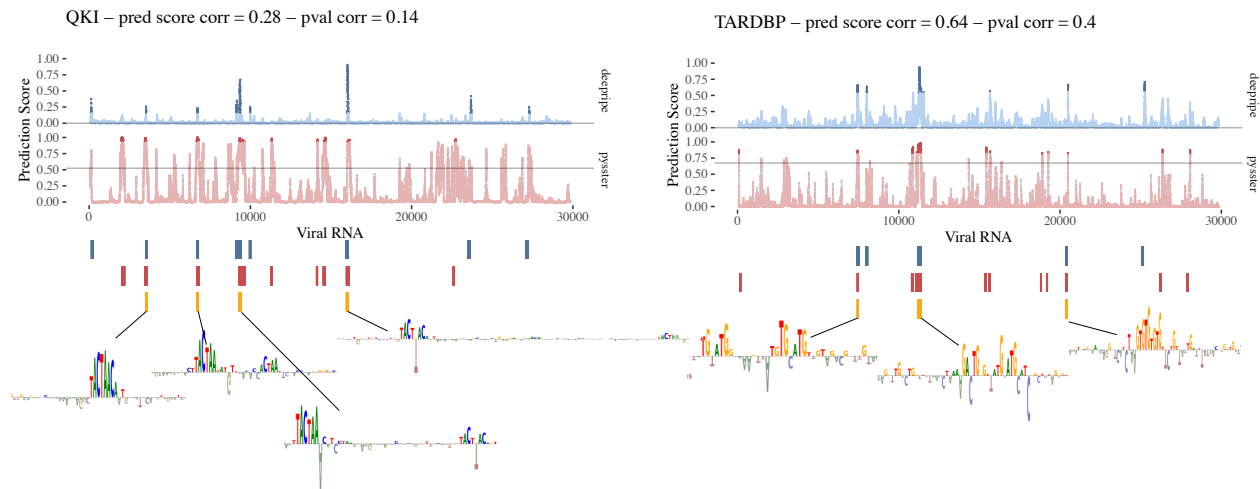 QKI – pred score corr = 0.28 – pval corr = 0.14
Prediction Score
1.00
0.75
0.50
0.25
0.00
deepripe
1.00
0.75
0.50
0.25
0.00
pysster
0
10000
20000
30000
Viral RNA
TARDBP – pred score corr = 0.64 – pval corr = 0.4
Prediction Score
1.00
0.75
0.50
0.25
0.00
deepripe
1.00
0.75
0.50
0.25
0.00
pysster
0
10000
20000
30000
Viral RNA